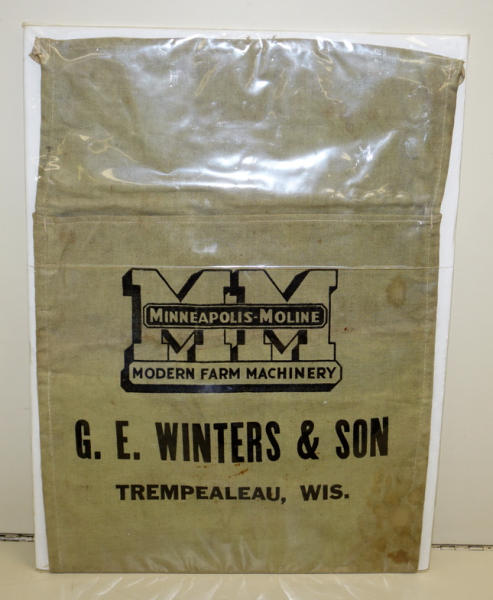 MM
MINNEAPOLIS-MOLINE
MODERN FARM MACHINERY
G. E. WINTERS & SON
TREMPEALEAU, WIS.